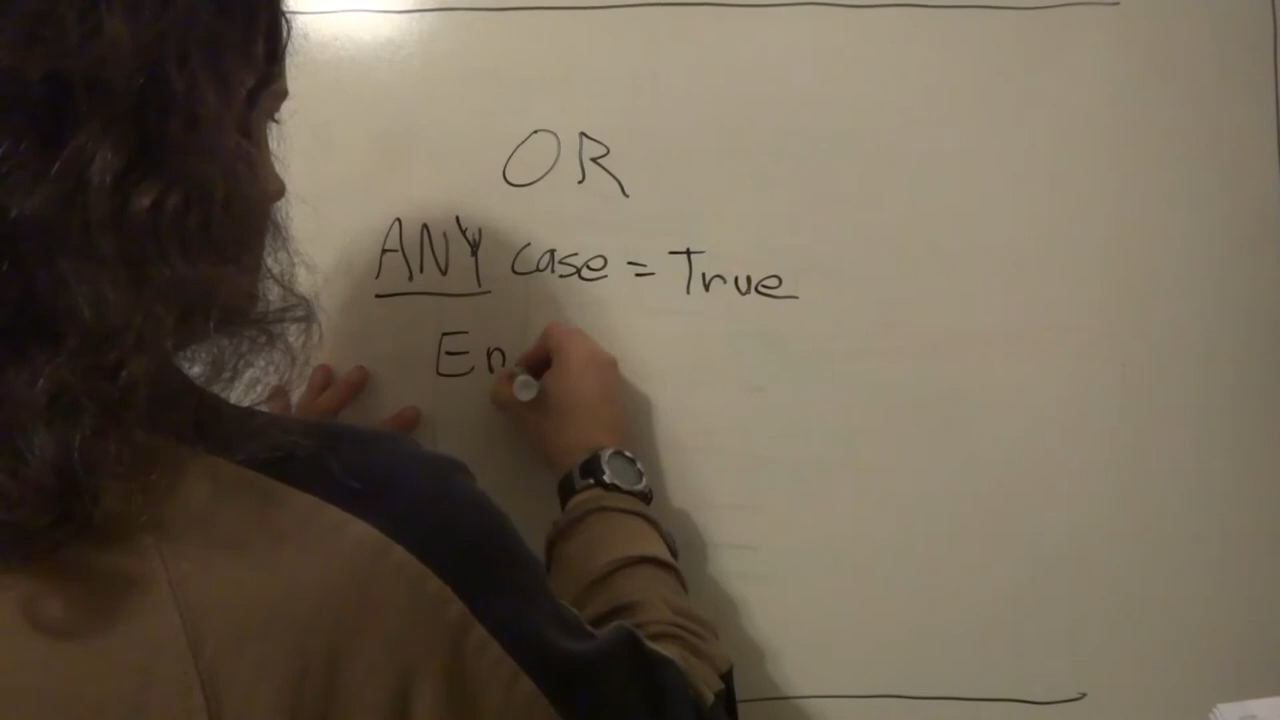 OR
ANY case = True
En